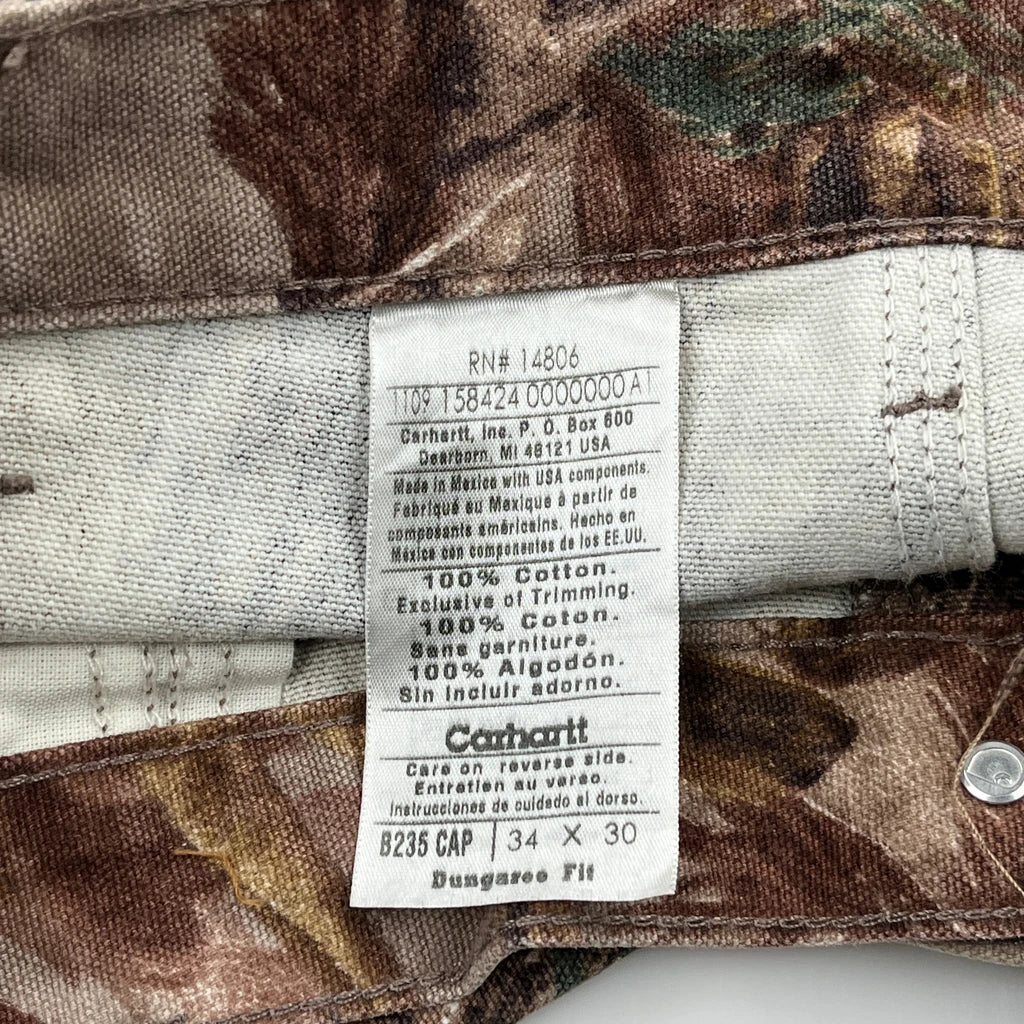 RN# 14806
1109 158424 0000000 A1
Carhartt, Inc. P. O. Box 600
Dearborn, MI 48121 USA
Made in Mexico with USA components.
Fabriqué au Mexique à partir de
composants américains. Hecho en
México con componentes de los EE.UU.
100% Cotton.
Exclusive of Trimming.
100% Coton.
Sans garniture.
100% Algodón.
Sin incluir adorno.
Carhartt
Care on reverse side.
Entretien au verso.
Instrucciones de cuidado al dorso.
B235 CAP | 34 X 30
Dungaree Fit